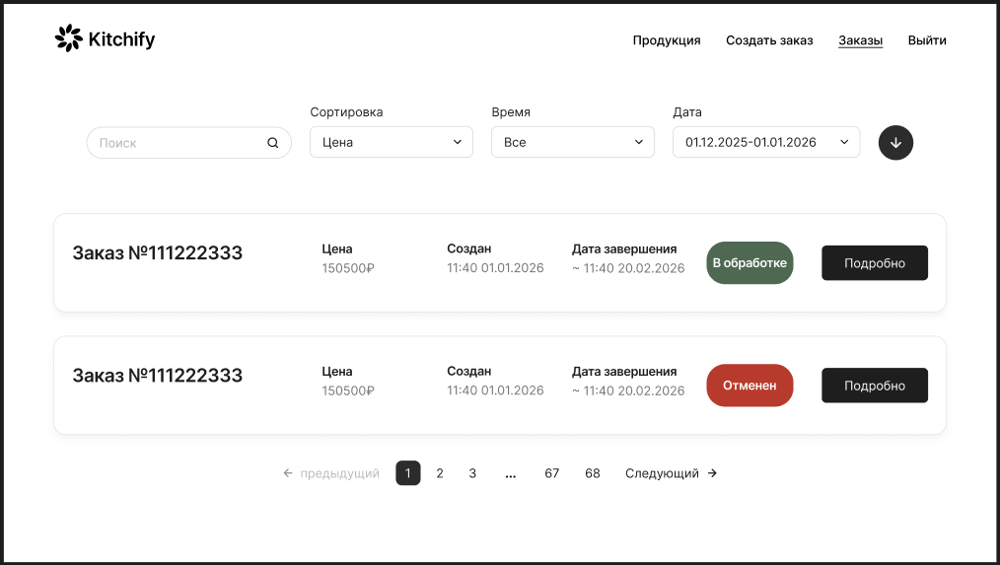 Kitchify
Продукция Создать заказ Заказы Выйти
Сортировка Время Дата
Поиск Цена Все 01.12.2025-01.01.2026
Заказ №111222333
Цена
150500₽
Создан
11:40 01.01.2026
Дата завершения
~ 11:40 20.02.2026
В обработке
Подробно
Заказ №111222333
Цена
150500₽
Создан
11:40 01.01.2026
Дата завершения
~ 11:40 20.02.2026
Отменен
Подробно
← предыдущий 1 2 3 ... 67 68 Следующий →